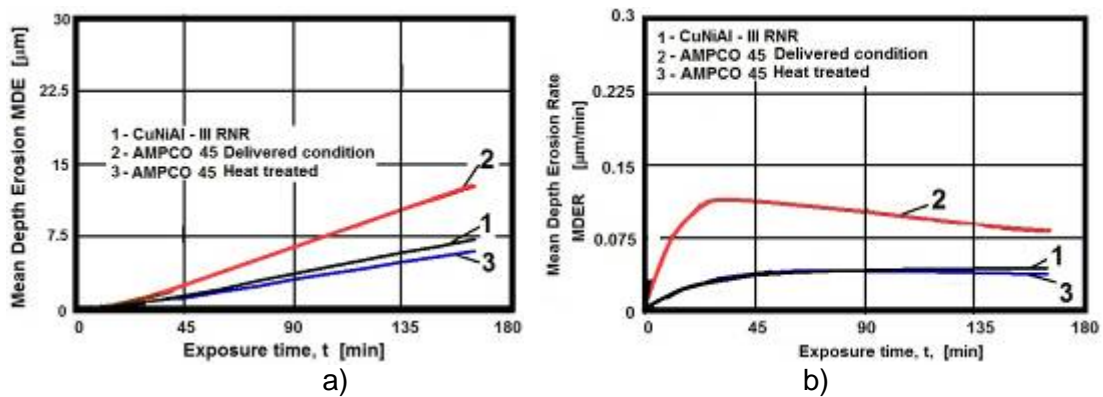 Mean Depth Erosion MDE [μm]
30
22.5
15
7.5
0
1 - CuNiAl - III RNR
2 - AMPCO 45 Delivered condition
3 - AMPCO 45 Heat treated
2
1
3
0 45 90 135 180
Exposure time, t [min]
a)
Mean Depth Erosion Rate
MDER [μm/min]
0.3
0.225
0.15
0.075
0
1 - CuNiAl - III RNR
2 - AMPCO 45 Delivered condition
3 - AMPCO 45 Heat treated
2
1
3
0 45 90 135 180
Exposure time, t, [min]
b)